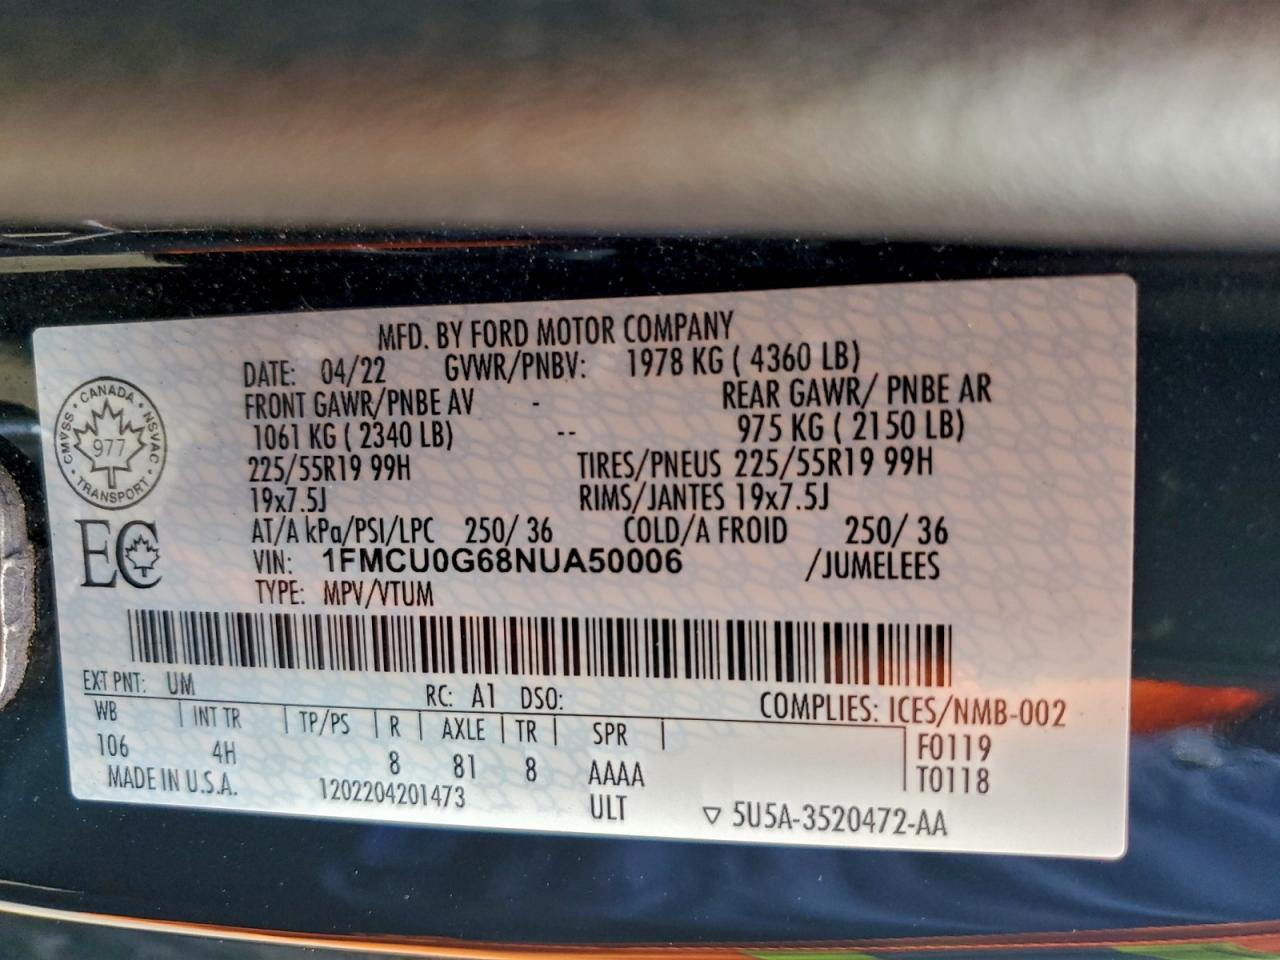 MFD. BY FORD MOTOR COMPANY
DATE: 04/22 GVWR/PNBV: 1978 KG ( 4360 LB)
FRONT GAWR/PNBE AV - REAR GAWR/ PNBE AR
1061 KG ( 2340 LB) -- 975 KG ( 2150 LB)
225/55R19 99H TIRES/PNEUS 225/55R19 99H
19x7.5J RIMS/JANTES 19x7.5J
AT/A kPa/PSI/LPC 250/ 36 COLD/A FROID 250/ 36
VIN: 1FMCU0G68NUA50006 /JUMELEES
TYPE: MPV/VTUM
CANADA
CMVSS
NSVAC
977
TRANSPORT
EC
EXT PNT: UM RC: A1 DSO: COMPLIES: ICES/NMB-002
WB | INT TR | TP/PS | R | AXLE | TR | SPR | F0119
106 4H 8 81 8 AAAA T0118
MADE IN U.S.A. 1202204201473 ULT ▽ 5U5A-3520472-AA